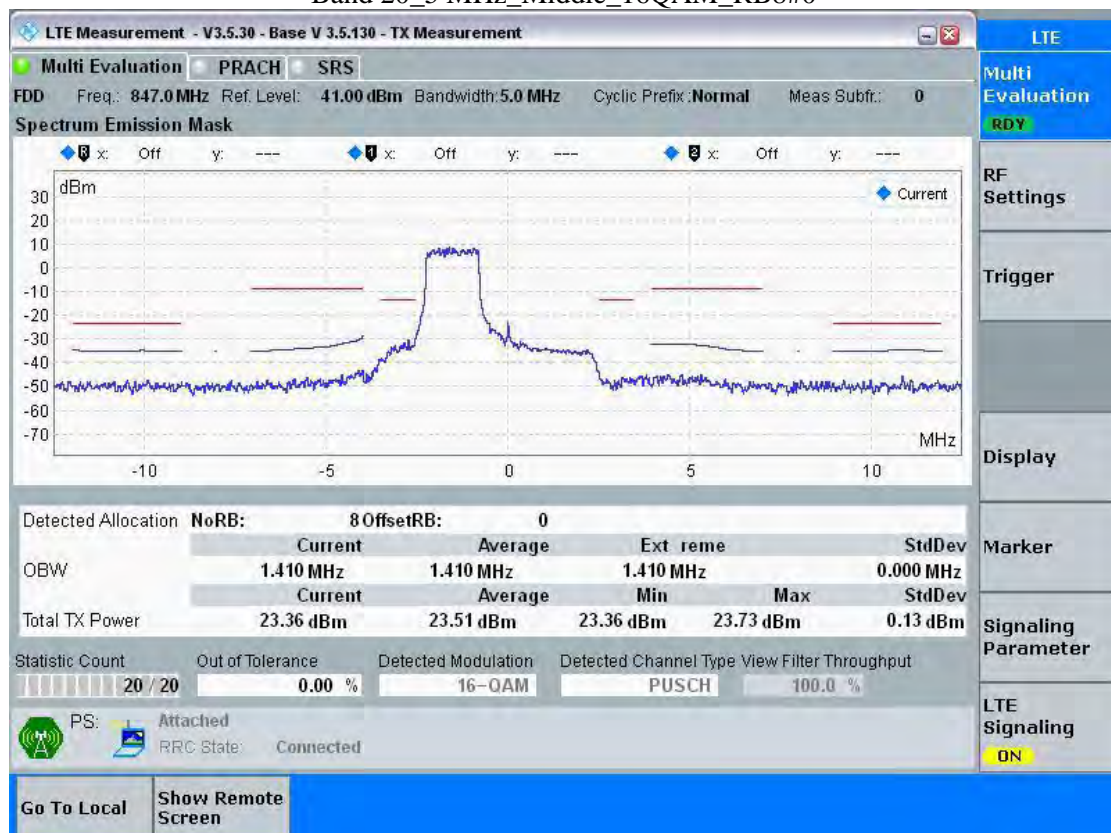 Band 20_5 MHz_Middle_16QAM_RB8#0
LTE Measurement - V3.5.30 - Base V 3.5.130 - TX Measurement
LTE
Multi Evaluation PRACH SRS
Multi Evaluation
RDY
FDD Freq.: 847.0 MHz Ref. Level: 41.00 dBm Bandwidth: 5.0 MHz Cyclic Prefix : Normal Meas Subfr.: 0
Spectrum Emission Mask
R x: Off y: --- 1 x: Off y: --- 2 x: Off y: ---
dBm
Current
30
20
10
0
-10
-20
-30
-40
-50
-60
-70
MHz
-10 -5 0 5 10
RF Settings
Trigger
Display
Marker
Signaling Parameter
LTE Signaling
ON
Detected Allocation NoRB: 8 OffsetRB: 0
Current Average Ext reme StdDev
OBW 1.410 MHz 1.410 MHz 1.410 MHz 0.000 MHz
Current Average Min Max StdDev
Total TX Power 23.36 dBm 23.51 dBm 23.36 dBm 23.73 dBm 0.13 dBm
Statistic Count Out of Tolerance Detected Modulation Detected Channel Type View Filter Throughput
20 / 20 0.00 % 16-QAM PUSCH 100.0 %
PS: Attached
RRC State: Connected
Go To Local
Show Remote Screen